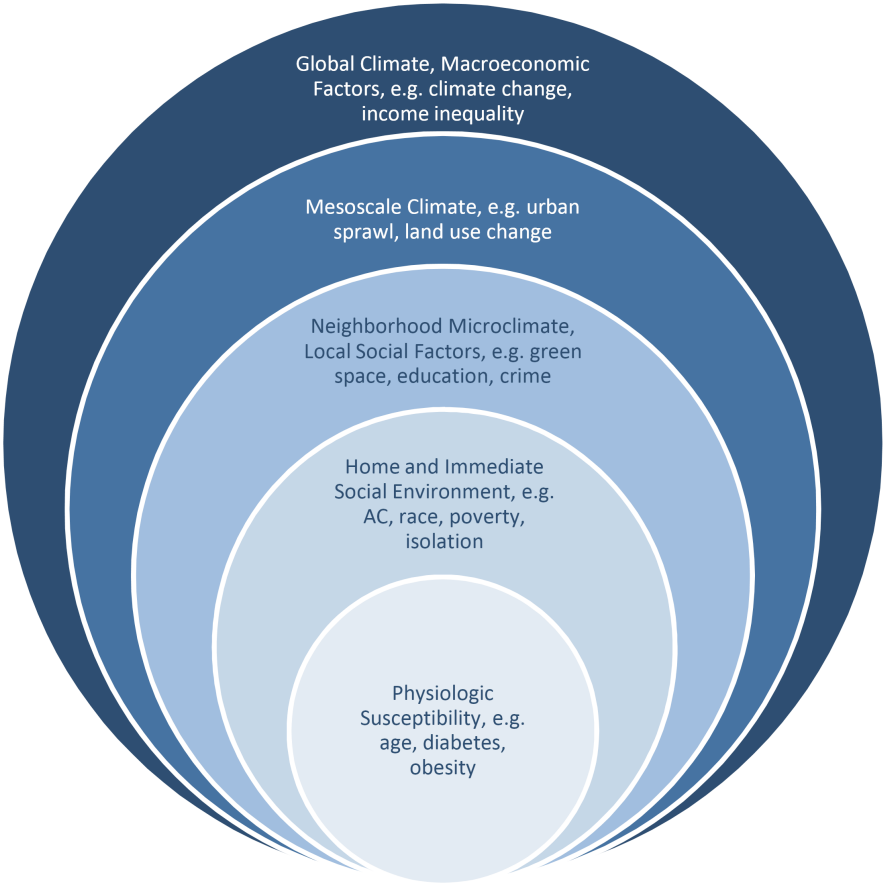 Global Climate, Macroeconomic
Factors, e.g. climate change,
income inequality
Mesoscale Climate, e.g. urban
sprawl, land use change
Neighborhood Microclimate,
Local Social Factors, e.g. green
space, education, crime
Home and Immediate
Social Environment, e.g.
AC, race, poverty,
isolation
Physiologic
Susceptibility, e.g.
age, diabetes,
obesity